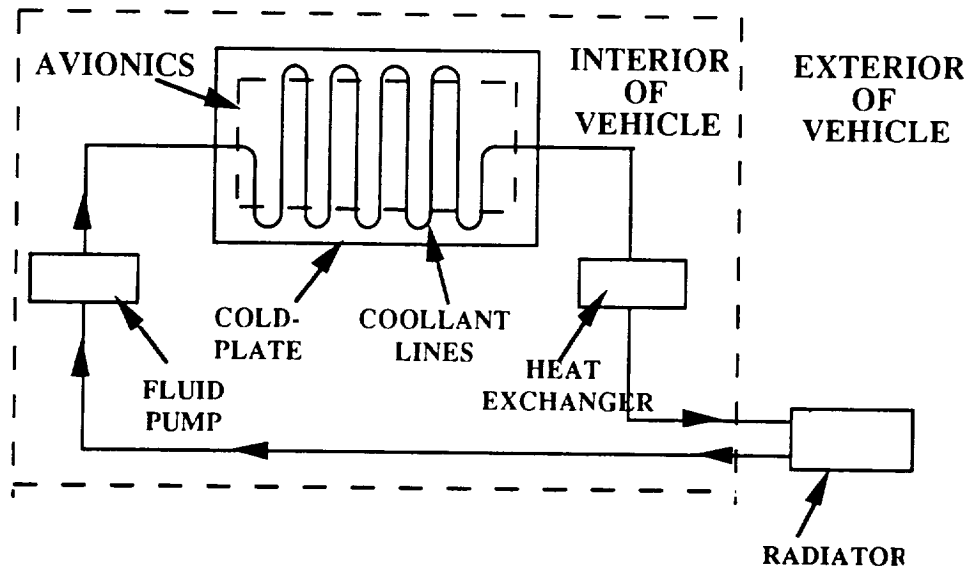 AVIONICS
INTERIOR
OF
VEHICLE
EXTERIOR
OF
VEHICLE
COLD-
PLATE
COOLLANT
LINES
HEAT
EXCHANGER
FLUID
PUMP
RADIATOR